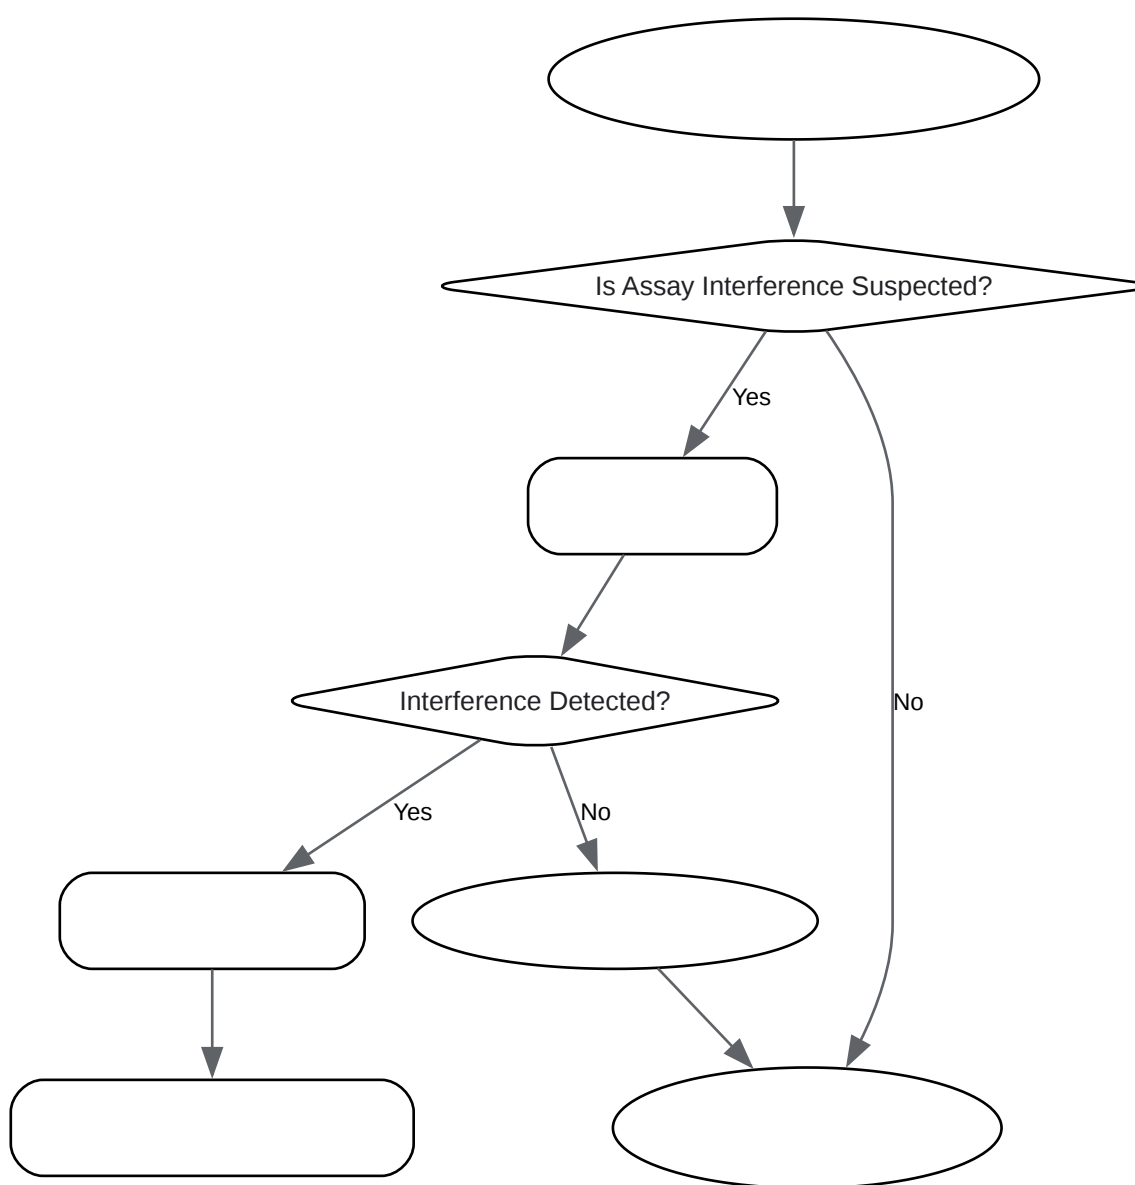 Is Assay Interference Suspected?
Yes
Interference Detected?
No
Yes
No